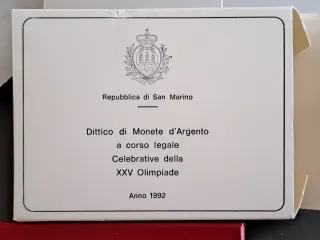 Repubblica di San Marino
Dittico di Monete d'Argento
a corso legale
Celebrative della
XXV Olimpiade
Anno 1992